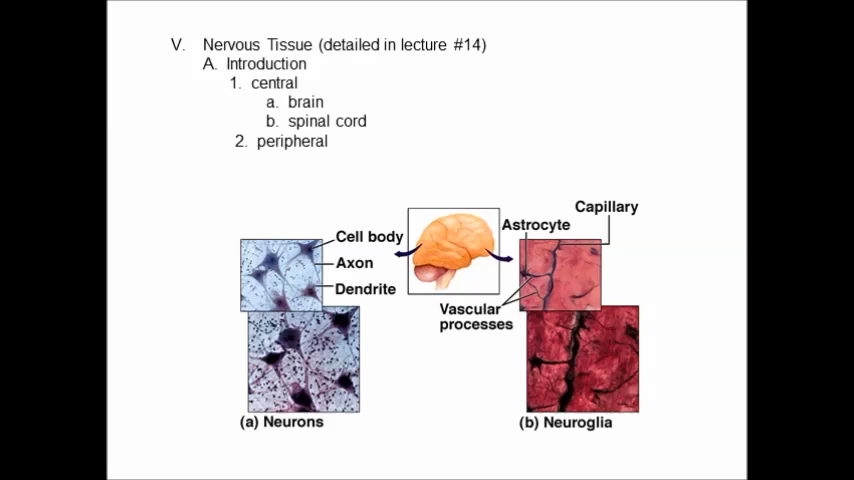 V. Nervous Tissue (detailed in lecture #14)
A. Introduction
1. central
a. brain
b. spinal cord
2. peripheral
Capillary
Astrocyte
Cell body
Axon
Dendrite
Vascular
processes
(a) Neurons
(b) Neuroglia